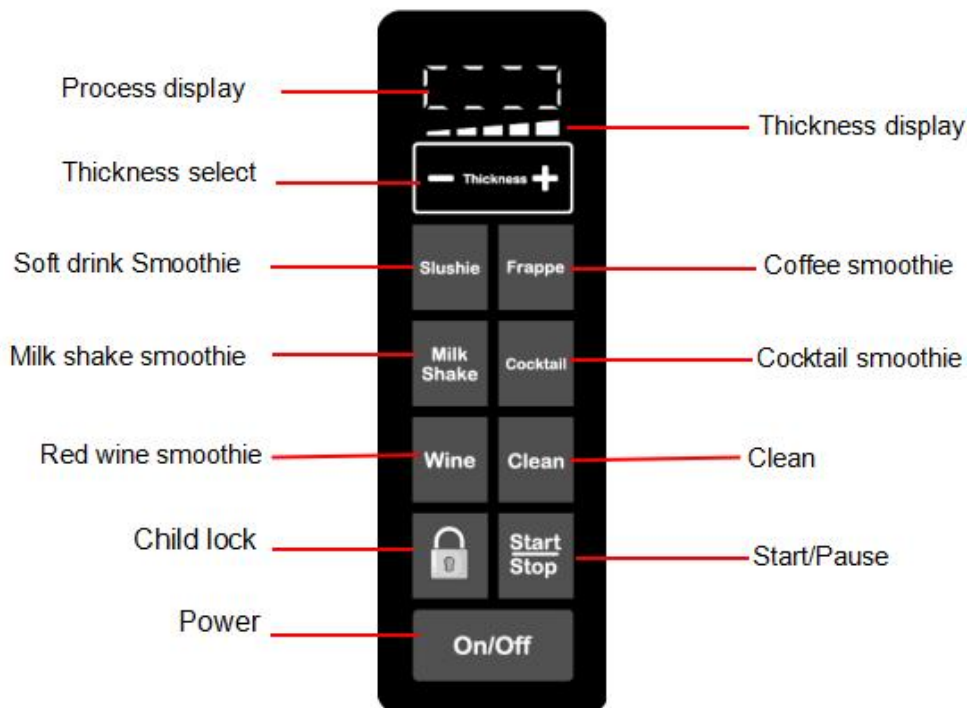 Process display
Thickness display
Thickness select
— Thickness +
Soft drink Smoothie
Slushie
Frappe
Coffee smoothie
Milk shake smoothie
Milk
Shake
Cocktail
Cocktail smoothie
Red wine smoothie
Wine
Clean
Clean
Child lock
Start
Stop
Start/Pause
Power
On/Off